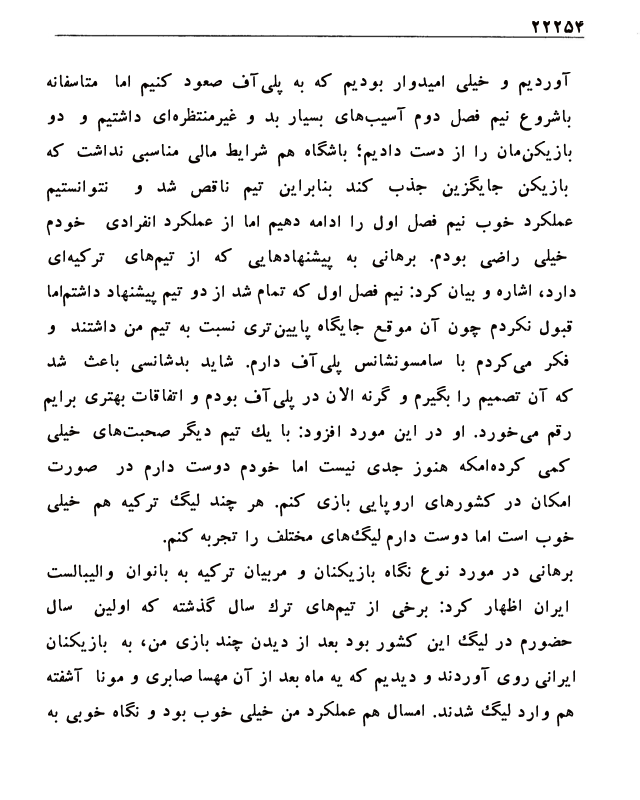 ۲۲۲۵۴
آوردیم و خیلی امیدوار بودیم که به پلی‌آف صعود کنیم اما متاسفانه
باشروع نیم فصل دوم آسیب‌های بسیار بد و غیرمنتظره‌ای داشتیم و دو
بازیکن‌مان را از دست دادیم؛ باشگاه هم شرایط مالی مناسبی نداشت که
بازیکن جایگزین جذب کند بنابراین تیم ناقص شد و نتوانستیم
عملکرد خوب نیم فصل اول را ادامه دهیم اما از عملکرد انفرادی خودم
خیلی راضی بودم. برهانی به پیشنهادهایی که از تیم‌های ترکیه‌ای
دارد، اشاره و بیان کرد: نیم فصل اول که تمام شد از دو تیم پیشنهاد داشتم‌اما
قبول نکردم چون آن موقع جایگاه پایین‌تری نسبت به تیم من داشتند و
فکر می‌کردم با سامسونشانس پلی‌آف دارم. شاید بدشانسی باعث شد
که آن تصمیم را بگیرم و گرنه الان در پلی‌آف بودم و اتفاقات بهتری برایم
رقم می‌خورد. او در این مورد افزود: با یك تیم دیگر صحبت‌های خیلی
کمی کرده‌امکه هنوز جدی نیست اما خودم دوست دارم در صورت
امکان در کشورهای اروپایی بازی کنم. هر چند لیگ ترکیه هم خیلی
خوب است اما دوست دارم لیگ‌های مختلف را تجربه کنم.
برهانی در مورد نوع نگاه بازیکنان و مربیان ترکیه به بانوان والیبالست
ایران اظهار کرد: برخی از تیم‌های ترك سال گذشته که اولین سال
حضورم در لیگ این کشور بود بعد از دیدن چند بازی من، به بازیکنان
ایرانی روی آوردند و دیدیم که یه ماه بعد از آن مهسا صابری و مونا آشفته
هم وارد لیگ شدند. امسال هم عملکرد من خیلی خوب بود و نگاه خوبی به